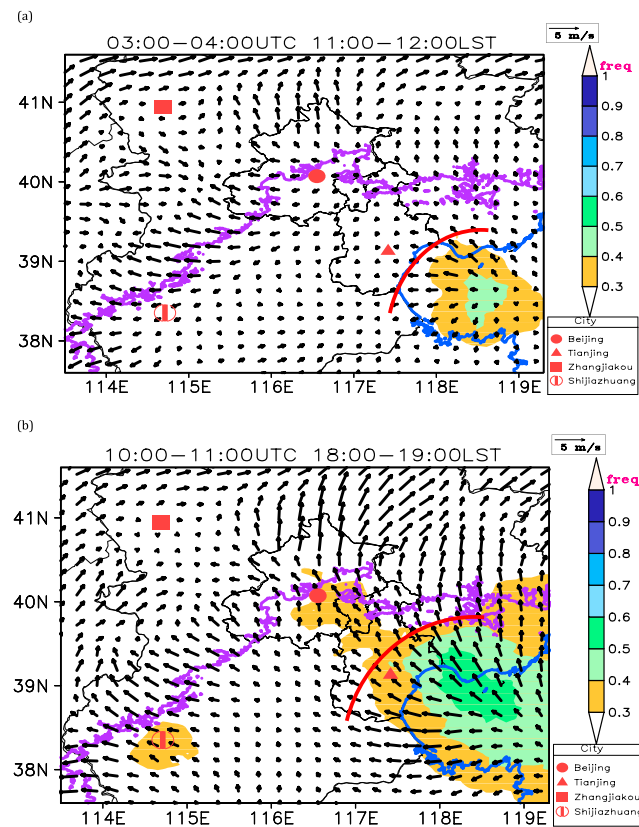 (a)
03:00-04:00UTC 11:00-12:00LST
5 m/s
freq
1
0.9
0.8
0.7
0.6
0.5
0.4
0.3
41N
40N
39N
38N
114E 115E 116E 117E 118E 119E
City
Beijing
Tianjing
Zhangjiakou
Shijiazhuang
(b)
10:00-11:00UTC 18:00-19:00LST
5 m/s
freq
1
0.9
0.8
0.7
0.6
0.5
0.4
0.3
41N
40N
39N
38N
114E 115E 116E 117E 118E 119E
City
Beijing
Tianjing
Zhangjiakou
Shijiazhuang